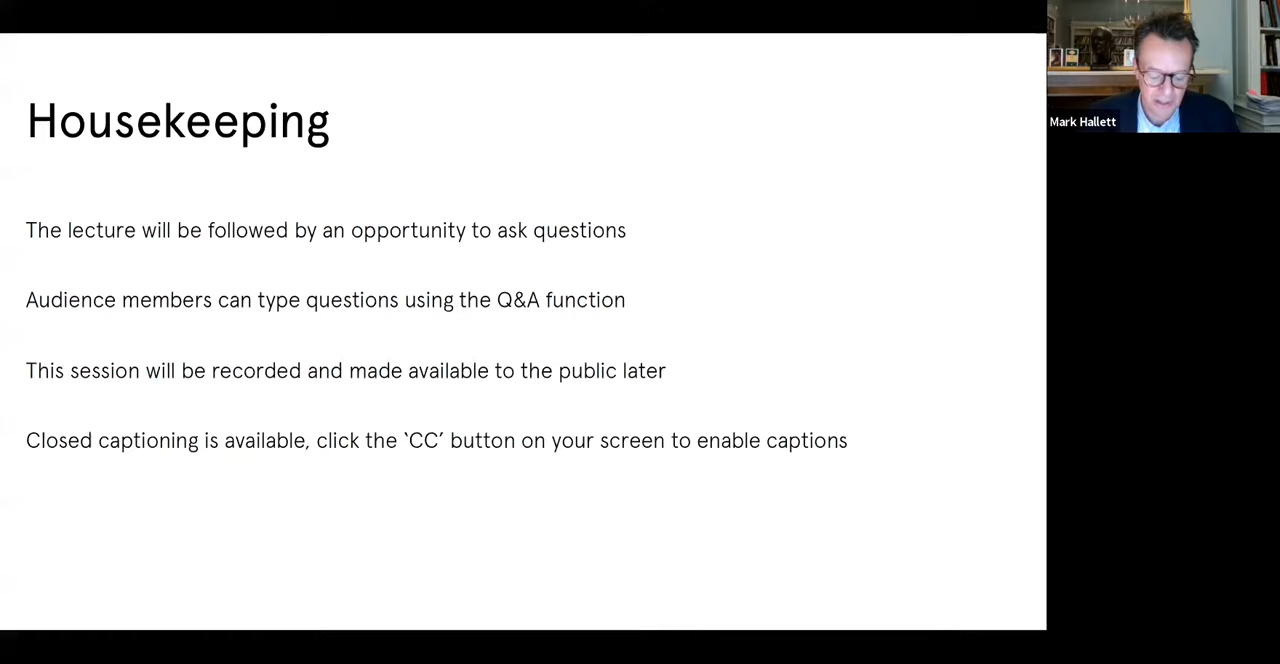 Housekeeping
The lecture will be followed by an opportunity to ask questions
Audience members can type questions using the Q&A function
This session will be recorded and made available to the public later
Closed captioning is available, click the ‘CC’ button on your screen to enable captions
Mark Hallett